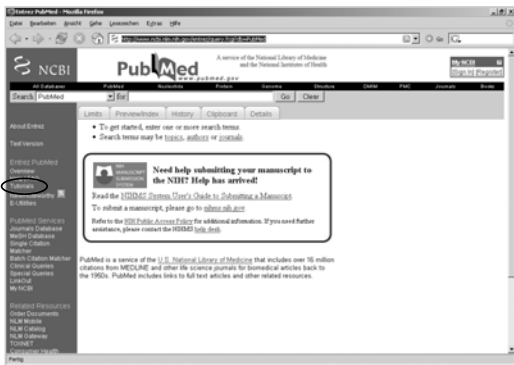 Entrez PubMed - Mozilla Firefox
Datei Bearbeiten Ansicht Gehe Lesezeichen Extras Hilfe
NCBI
PubMed
www.pubmed.gov
A service of the National Library of Medicine
and the National Institutes of Health
My NCBI
[Sign In] [Register]
All Databases PubMed Nucleotide Protein Genome Structure OMIM PMC Journals Books
Search PubMed for Go Clear
Limits Preview/Index History Clipboard Details
About Entrez
Text Version
Entrez PubMed
Overview
Tutorials
E-Utilities
PubMed Services
Journals Database
MeSH Database
Single Citation
Matcher
Batch Citation Matcher
Clinical Queries
Special Queries
LinkOut
My NCBI
Related Resources
Order Documents
NLM Mobile
NLM Catalog
NLM Gateway
TOXNET
Consumer Health
• To get started, enter one or more search terms.
• Search terms may be topics, authors or journals.
NIH
MANUSCRIPT
SUBMISSION
SYSTEM
Need help submitting your manuscript to
the NIH? Help has arrived!
Read the NIHMS System User's Guide to Submitting a Manuscript.
To submit a manuscript, please go to nihms.nih.gov
Refer to the NIH Public Access Policy for additional information. If you need further
assistance, please contact the NIHMS help desk.
PubMed is a service of the U.S. National Library of Medicine that includes over 16 million
citations from MEDLINE and other life science journals for biomedical articles back to
the 1950s. PubMed includes links to full text articles and other related resources.
Fertig